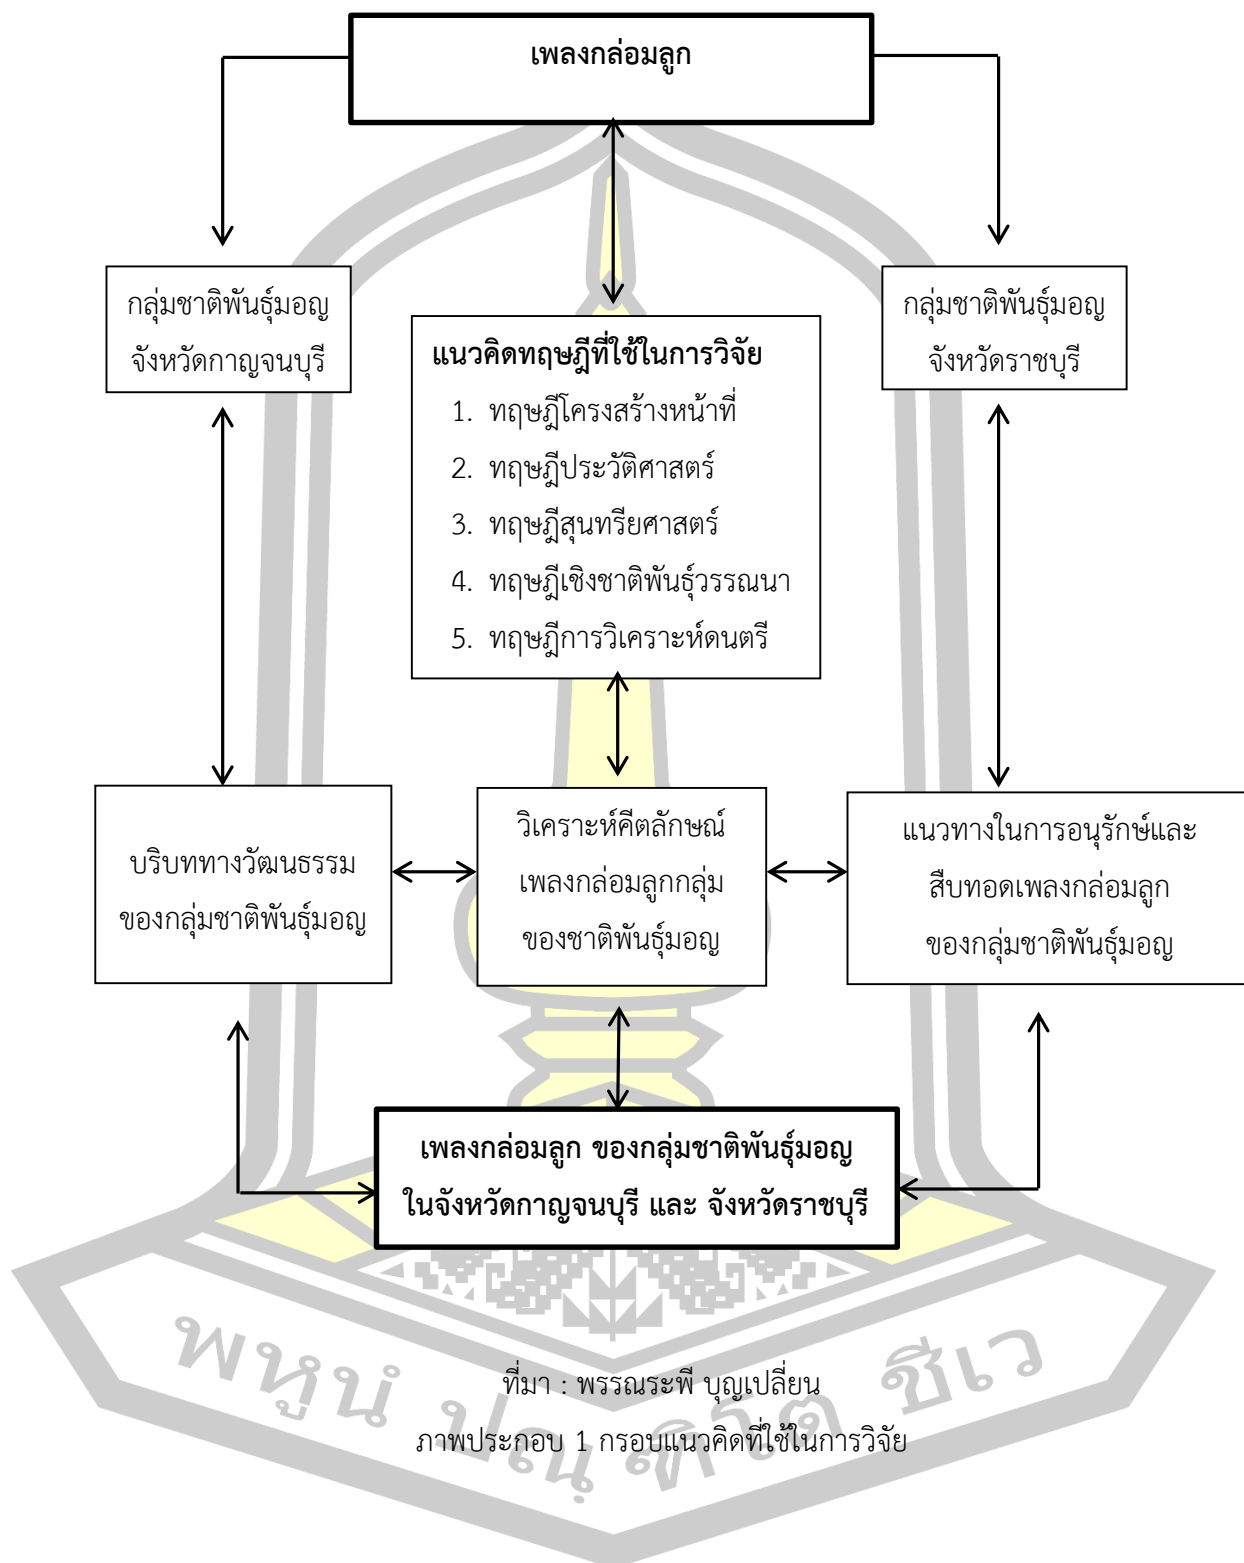 เพลงกล่อมลูก
กลุ่มชาติพันธุ์มอญ
จังหวัดกาญจนบุรี
แนวคิดทฤษฎีที่ใช้ในการวิจัย
1. ทฤษฎีโครงสร้างหน้าที่
2. ทฤษฎีประวัติศาสตร์
3. ทฤษฎีสุนทรียศาสตร์
4. ทฤษฎีเชิงชาติพันธุ์วรรณนา
5. ทฤษฎีการวิเคราะห์ดนตรี
กลุ่มชาติพันธุ์มอญ
จังหวัดราชบุรี
บริบททางวัฒนธรรม
ของกลุ่มชาติพันธุ์มอญ
วิเคราะห์คีตลักษณ์
เพลงกล่อมลูกกลุ่ม
ของชาติพันธุ์มอญ
แนวทางในการอนุรักษ์และ
สืบทอดเพลงกล่อมลูก
ของกลุ่มชาติพันธุ์มอญ
เพลงกล่อมลูก ของกลุ่มชาติพันธุ์มอญ
ในจังหวัดกาญจนบุรี และ จังหวัดราชบุรี
พหูนํ ปณฺฑิโต ชีเว
ที่มา : พรรณระพี บุญเปลี่ยน
ภาพประกอบ 1 กรอบแนวคิดที่ใช้ในการวิจัย